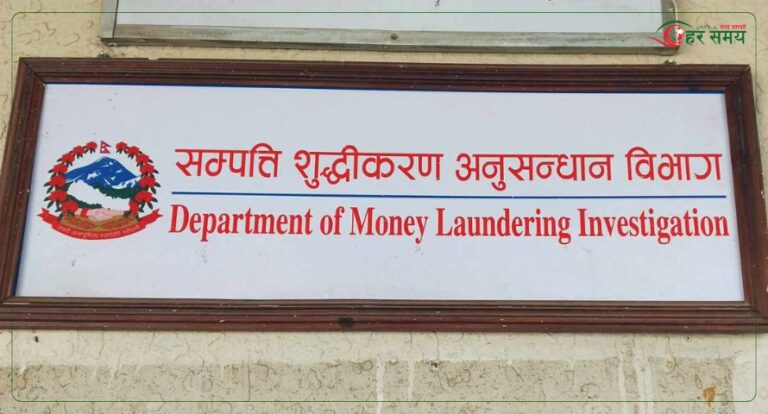 हर समय
सम्पत्ति शुद्धीकरण अनुसन्धान विभाग
Department of Money Laundering Investigation